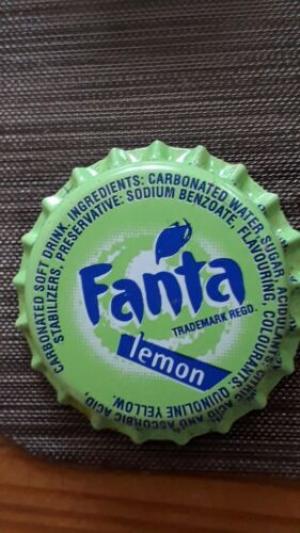 CARBONATED SOFT DRINK. INGREDIENTS: CARBONATED WATER, SUGAR, ACIDULANTS: CITRIC ACID AND ASCORBIC ACID,
STABILIZERS, PRESERVATIVE: SODIUM BENZOATE, FLAVOURING, COLOURANTS: QUINOLINE YELLOW.
Fanta
TRADEMARK REGD.
lemon